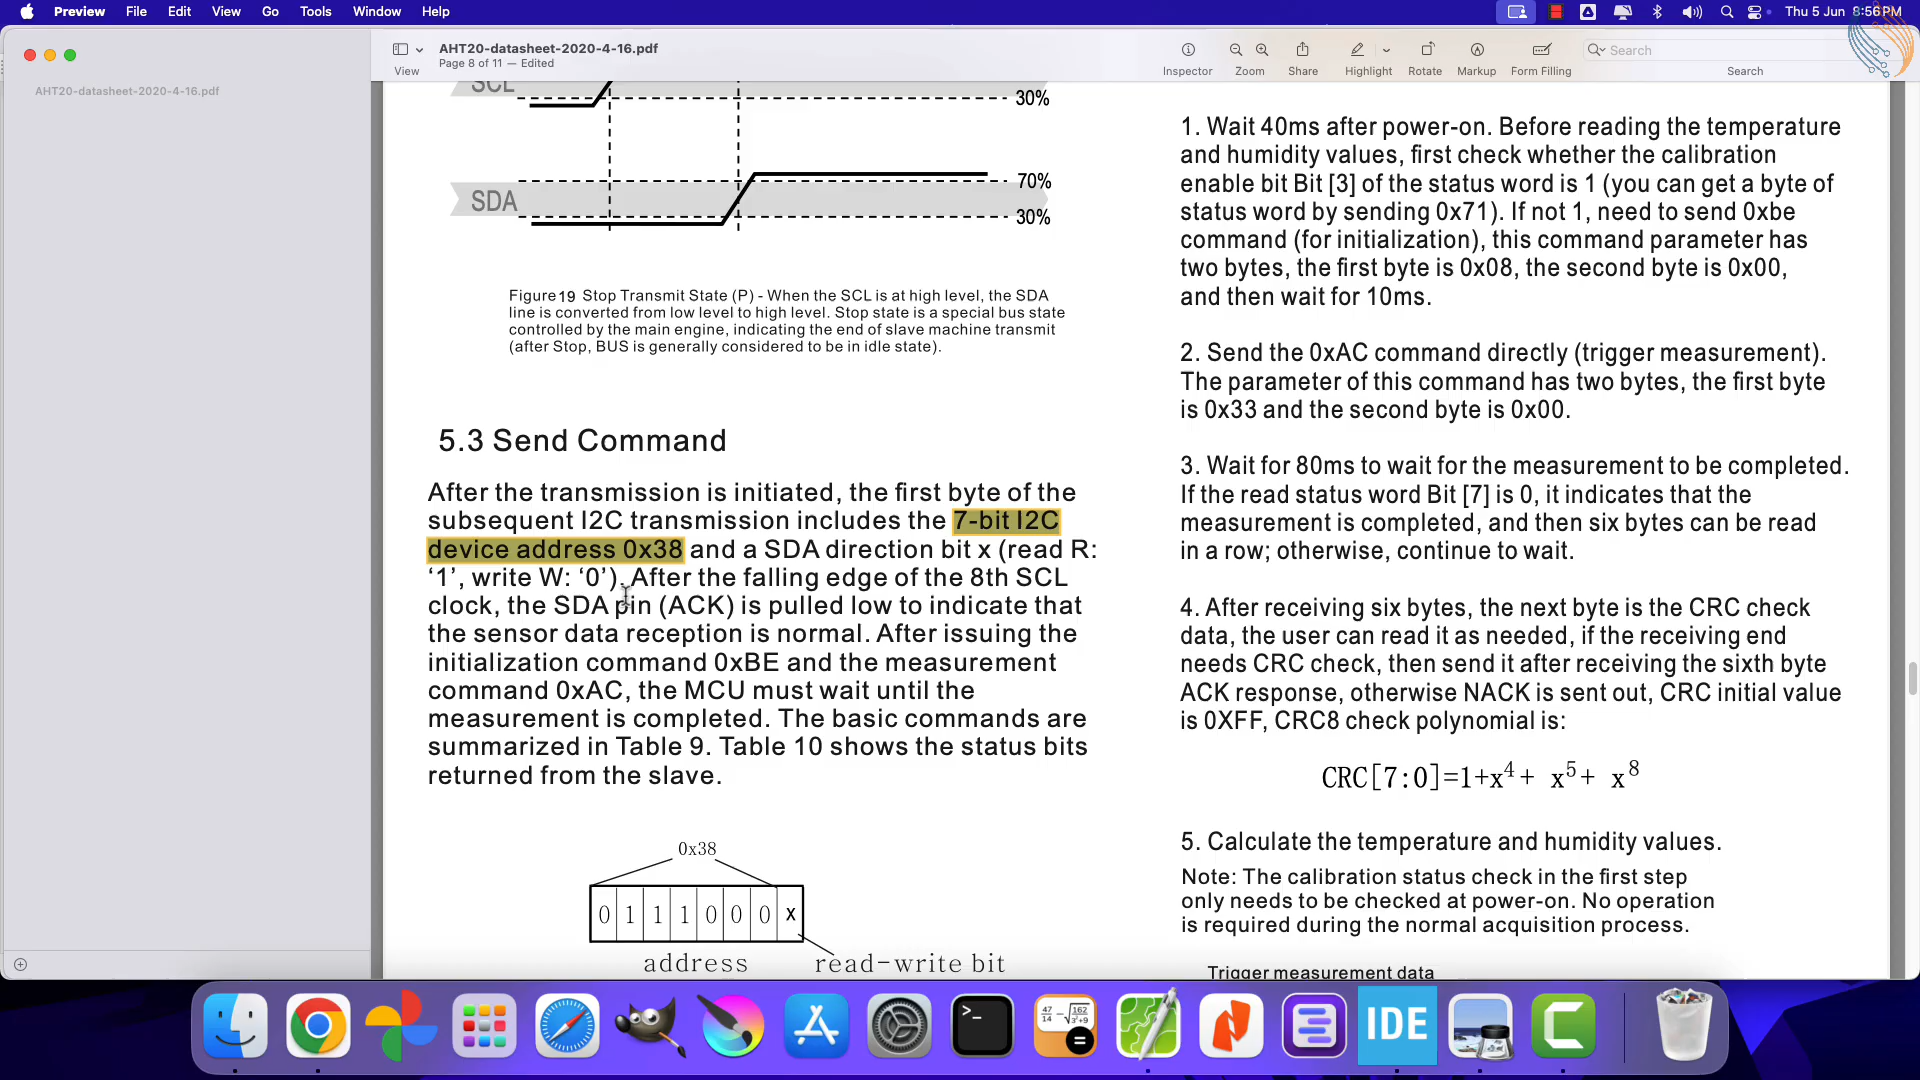 Preview File Edit View Go Tools Window Help
Thu 5 Jun 8:56PM
AHT20-datasheet-2020-4-16.pdf
Page 8 of 11 — Edited
View
Inspector
Zoom
Share
Highlight
Rotate
Markup
Form Filling
Search
Search
AHT20-datasheet-2020-4-16.pdf
SCL
30%
SDA
70%
30%
Figure 19 Stop Transmit State (P) - When the SCL is at high level, the SDA
line is converted from low level to high level. Stop state is a special bus state
controlled by the main engine, indicating the end of slave machine transmit
(after Stop, BUS is generally considered to be in idle state).
5.3 Send Command
After the transmission is initiated, the first byte of the
subsequent I2C transmission includes the 7-bit I2C
device address 0x38 and a SDA direction bit x (read R:
‘1’, write W: ‘0’). After the falling edge of the 8th SCL
clock, the SDA pin (ACK) is pulled low to indicate that
the sensor data reception is normal. After issuing the
initialization command 0xBE and the measurement
command 0xAC, the MCU must wait until the
measurement is completed. The basic commands are
summarized in Table 9. Table 10 shows the status bits
returned from the slave.
0x38
0 1 1 1 0 0 0 x
address
read-write bit
1. Wait 40ms after power-on. Before reading the temperature
and humidity values, first check whether the calibration
enable bit Bit [3] of the status word is 1 (you can get a byte of
status word by sending 0x71). If not 1, need to send 0xbe
command (for initialization), this command parameter has
two bytes, the first byte is 0x08, the second byte is 0x00,
and then wait for 10ms.
2. Send the 0xAC command directly (trigger measurement).
The parameter of this command has two bytes, the first byte
is 0x33 and the second byte is 0x00.
3. Wait for 80ms to wait for the measurement to be completed.
If the read status word Bit [7] is 0, it indicates that the
measurement is completed, and then six bytes can be read
in a row; otherwise, continue to wait.
4. After receiving six bytes, the next byte is the CRC check
data, the user can read it as needed, if the receiving end
needs CRC check, then send it after receiving the sixth byte
ACK response, otherwise NACK is sent out, CRC initial value
is 0XFF, CRC8 check polynomial is:
CRC[7:0]=1+x⁴+ x⁵+ x⁸
5. Calculate the temperature and humidity values.
Note: The calibration status check in the first step
only needs to be checked at power-on. No operation
is required during the normal acquisition process.
Trigger measurement data
IDE